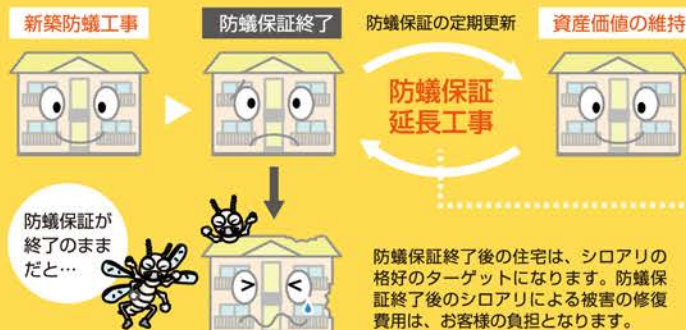 新築防蟻工事
防蟻保証終了
防蟻保証の定期更新
資産価値の維持
防蟻保証
延長工事
防蟻保証が
終了のまま
だと…
防蟻保証終了後の住宅は、シロアリの
格好のターゲットになります。防蟻保
証終了後のシロアリによる被害の修復
費用は、お客様の負担となります。